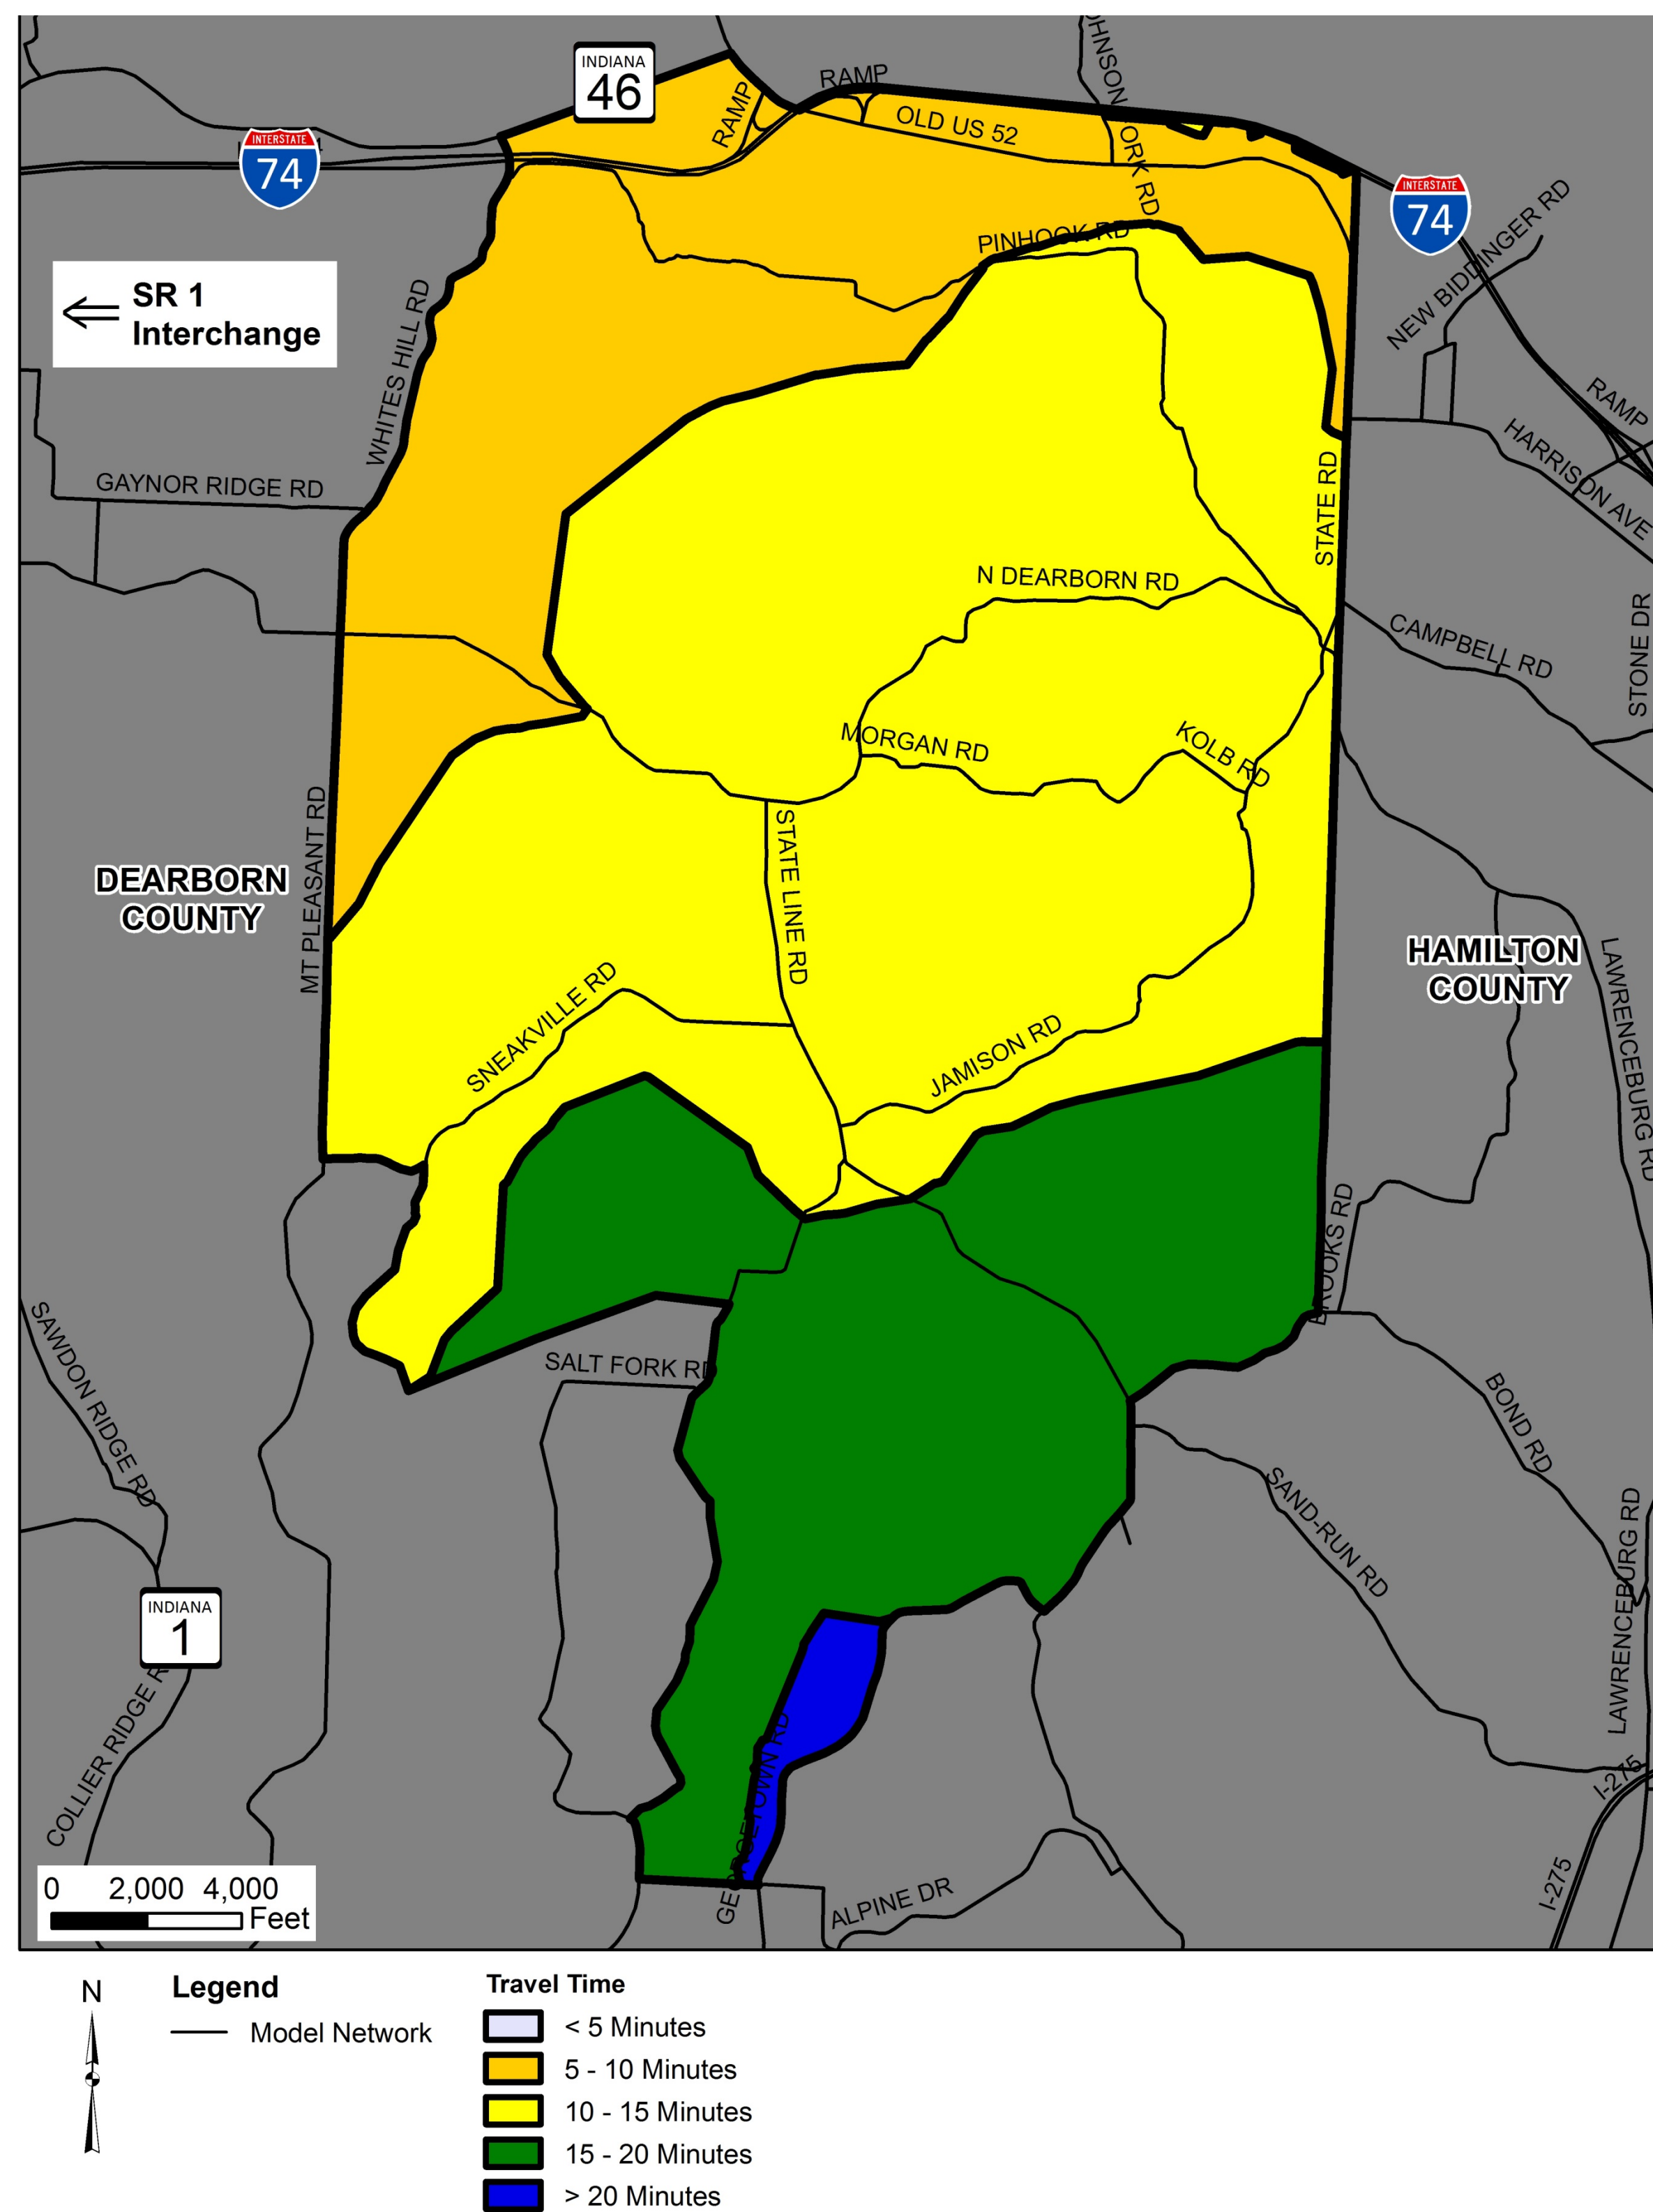 INDIANA
46
RAMP
RAMP
OLD US 52
INTERSTATE
74
INTERSTATE
74
NEW BIDDINGER RD
PINHOOK RD
SR 1
Interchange
WHITES HILL RD
RAMP
HARRISON AVE
GAYNOR RIDGE RD
STATE RD
N DEARBORN RD
CAMPBELL RD
STONE DR
MORGAN RD
KOLB RD
MT PLEASANT RD
STATE LINE RD
DEARBORN
COUNTY
HAMILTON
COUNTY
LAWRENCEBURG RD
SNEAKVILLE RD
JAMISON RD
BROOKS RD
SAWDON RIDGE RD
SALT FORK RD
BOND RD
SAND-RUN RD
LAWRENCEBURG RD
INDIANA
1
COLLIER RIDGE R
GEORGETOWN RD
I-275
I-275
ALPINE DR
0 2,000 4,000
Feet
N
Legend
Model Network
Travel Time
< 5 Minutes
5 - 10 Minutes
10 - 15 Minutes
15 - 20 Minutes
> 20 Minutes